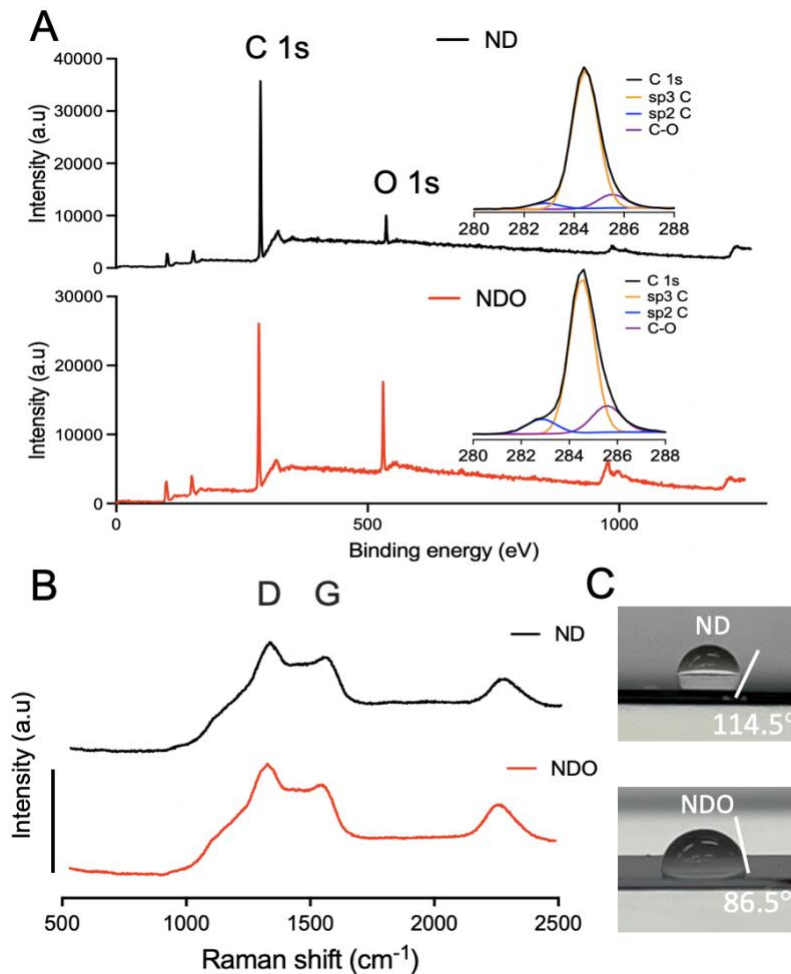 A
C 1s
ND
40000
30000
20000
10000
0
Intensity (a.u)
O 1s
C 1s
sp3 C
sp2 C
C-O
280 282 284 286 288
NDO
30000
20000
10000
0
Intensity (a.u)
C 1s
sp3 C
sp2 C
C-O
280 282 284 286 288
0 500 1000
Binding energy (eV)
B
D G
ND
NDO
Intensity (a.u)
500 1000 1500 2000 2500
Raman shift (cm⁻¹)
C
ND
114.5°
NDO
86.5°